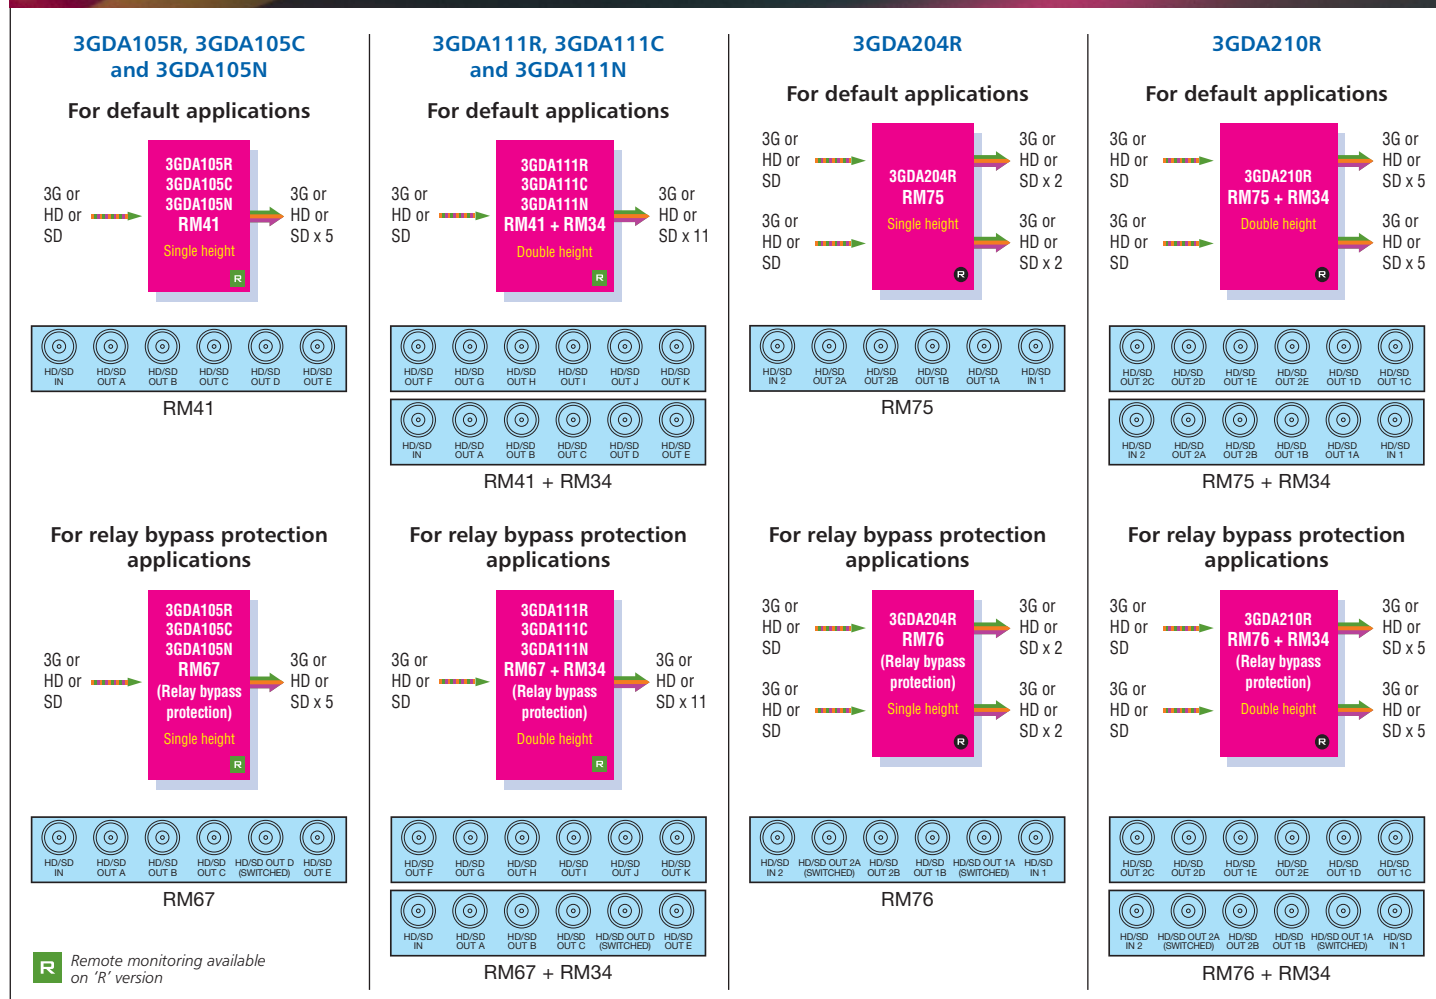 3GDA105R, 3GDA105C
and 3GDA105N
For default applications
3G or
HD or
SD
3GDA105R
3GDA105C
3GDA105N
RM41
Single height
R
3G or
HD or
SD x 5
HD/SD
IN
HD/SD
OUT A
HD/SD
OUT B
HD/SD
OUT C
HD/SD
OUT D
HD/SD
OUT E
RM41
For relay bypass protection
applications
3G or
HD or
SD
3GDA105R
3GDA105C
3GDA105N
RM67
(Relay bypass
protection)
Single height
R
3G or
HD or
SD x 5
HD/SD
IN
HD/SD
OUT A
HD/SD
OUT B
HD/SD
OUT C
HD/SD OUT D
(SWITCHED)
HD/SD
OUT E
RM67
R
Remote monitoring available
on ‘R’ version
3GDA111R, 3GDA111C
and 3GDA111N
For default applications
3G or
HD or
SD
3GDA111R
3GDA111C
3GDA111N
RM41 + RM34
Double height
R
3G or
HD or
SD x 11
HD/SD
OUT F
HD/SD
OUT G
HD/SD
OUT H
HD/SD
OUT I
HD/SD
OUT J
HD/SD
OUT K
HD/SD
IN
HD/SD
OUT A
HD/SD
OUT B
HD/SD
OUT C
HD/SD
OUT D
HD/SD
OUT E
RM41 + RM34
For relay bypass protection
applications
3G or
HD or
SD
3GDA111R
3GDA111C
3GDA111N
RM67 + RM34
(Relay bypass
protection)
Double height
R
3G or
HD or
SD x 11
HD/SD
OUT F
HD/SD
OUT G
HD/SD
OUT H
HD/SD
OUT I
HD/SD
OUT J
HD/SD
OUT K
HD/SD
IN
HD/SD
OUT A
HD/SD
OUT B
HD/SD
OUT C
HD/SD OUT D
(SWITCHED)
HD/SD
OUT E
RM67 + RM34
3GDA204R
For default applications
3G or
HD or
SD
3G or
HD or
SD
3GDA204R
RM75
Single height
R
3G or
HD or
SD x 2
3G or
HD or
SD x 2
HD/SD
IN 2
HD/SD
OUT 2A
HD/SD
OUT 2B
HD/SD
OUT 1B
HD/SD
OUT 1A
HD/SD
IN 1
RM75
For relay bypass protection
applications
3G or
HD or
SD
3G or
HD or
SD
3GDA204R
RM76
(Relay bypass
protection)
Single height
R
3G or
HD or
SD x 2
3G or
HD or
SD x 2
HD/SD
IN 2
HD/SD OUT 2A
(SWITCHED)
HD/SD
OUT 2B
HD/SD
OUT 1B
HD/SD OUT 1A
(SWITCHED)
HD/SD
IN 1
RM76
3GDA210R
For default applications
3G or
HD or
SD
3G or
HD or
SD
3GDA210R
RM75 + RM34
Double height
R
3G or
HD or
SD x 5
3G or
HD or
SD x 5
HD/SD
OUT 2C
HD/SD
OUT 2D
HD/SD
OUT 1E
HD/SD
OUT 2E
HD/SD
OUT 1D
HD/SD
OUT 1C
HD/SD
IN 2
HD/SD
OUT 2A
HD/SD
OUT 2B
HD/SD
OUT 1B
HD/SD
OUT 1A
HD/SD
IN 1
RM75 + RM34
For relay bypass protection
applications
3G or
HD or
SD
3G or
HD or
SD
3GDA210R
RM76 + RM34
(Relay bypass
protection)
Double height
R
3G or
HD or
SD x 5
3G or
HD or
SD x 5
HD/SD
OUT 2C
HD/SD
OUT 2D
HD/SD
OUT 1E
HD/SD
OUT 2E
HD/SD
OUT 1D
HD/SD
OUT 1C
HD/SD
IN 2
HD/SD OUT 2A
(SWITCHED)
HD/SD
OUT 2B
HD/SD
OUT 1B
HD/SD OUT 1A
(SWITCHED)
HD/SD
IN 1
RM76 + RM34